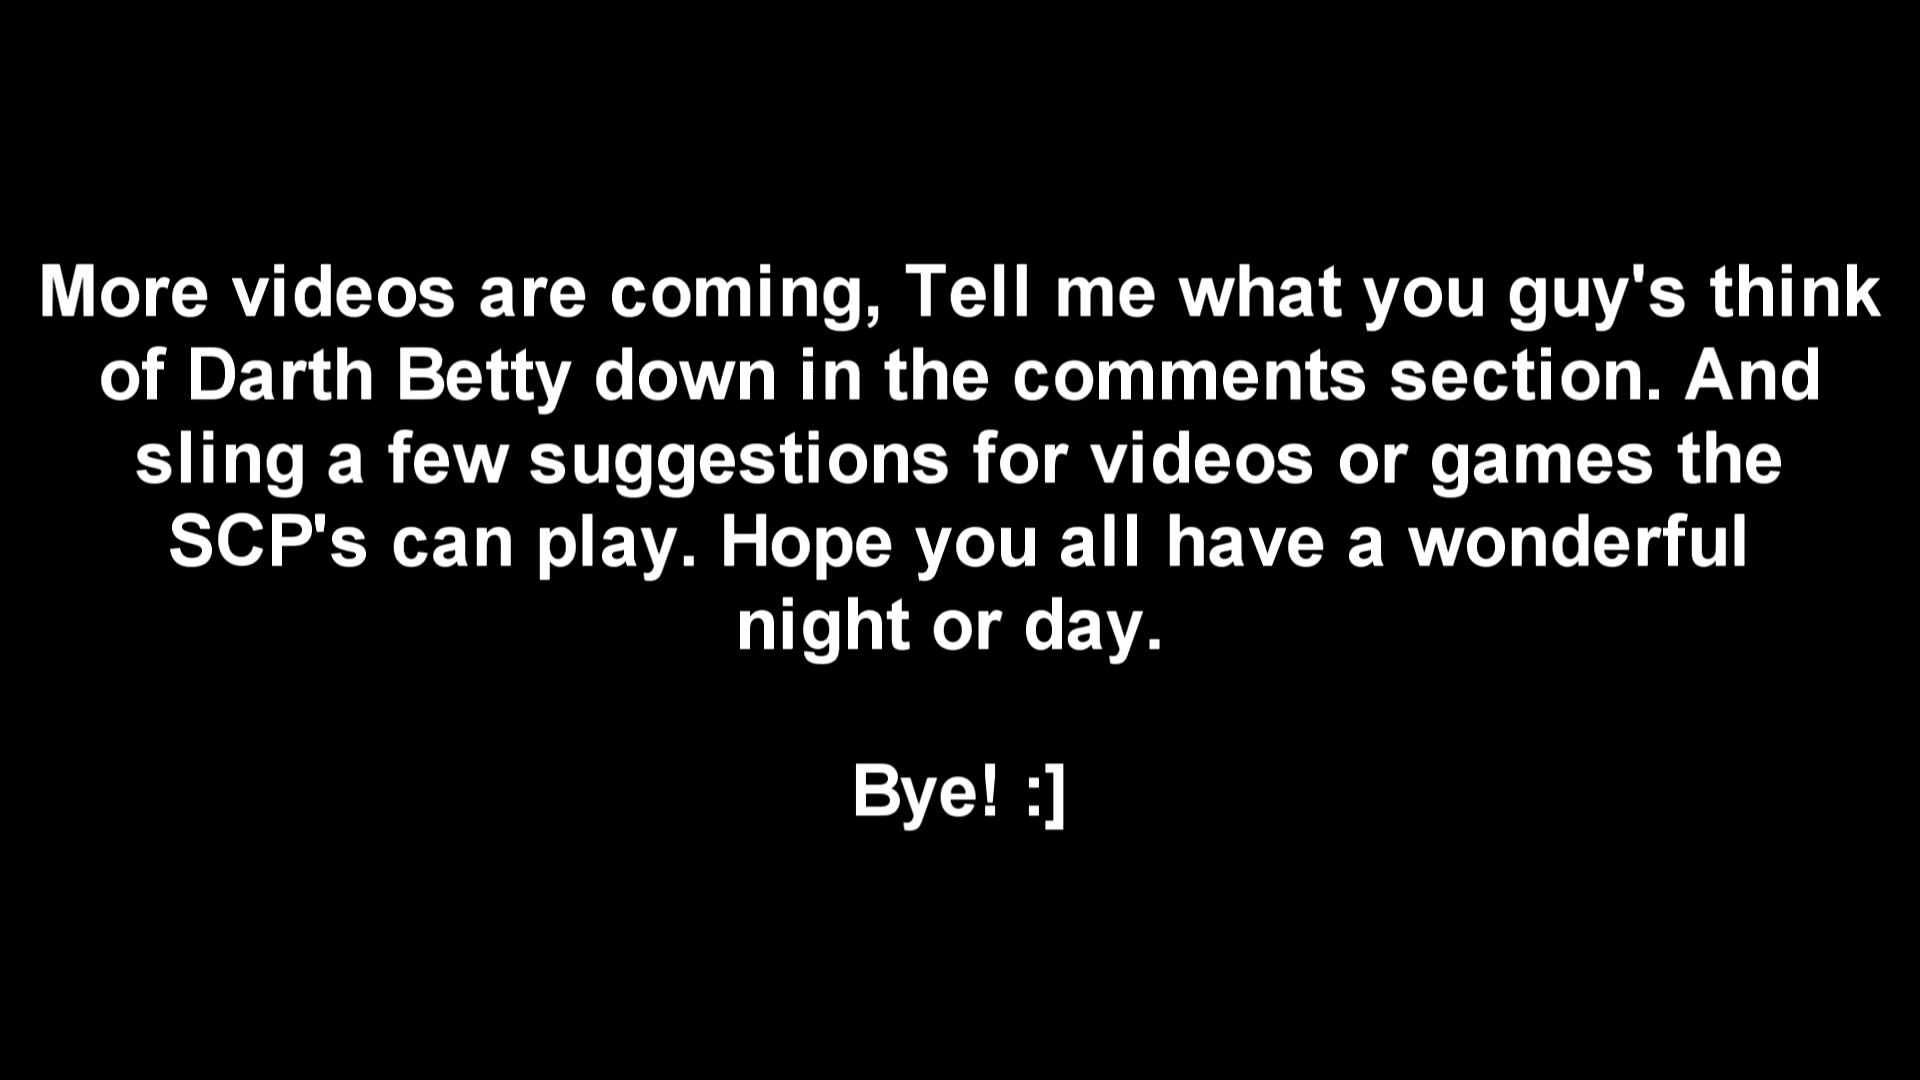 More videos are coming, Tell me what you guy's think
of Darth Betty down in the comments section. And
sling a few suggestions for videos or games the
SCP's can play. Hope you all have a wonderful
night or day.
Bye! :]